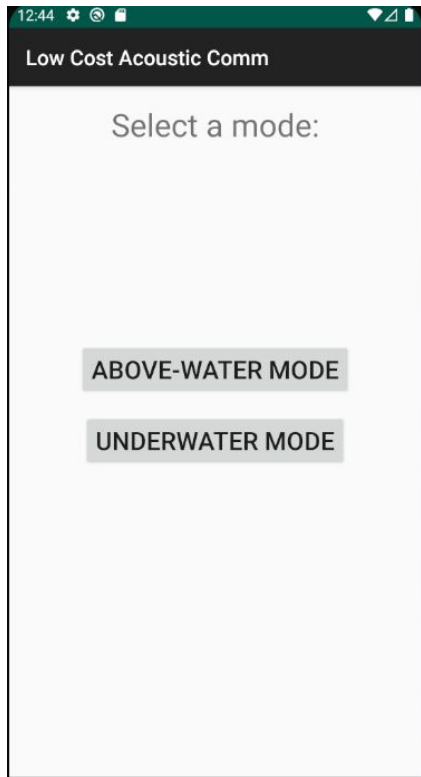 12:44
Low Cost Acoustic Comm
Select a mode:
ABOVE-WATER MODE
UNDERWATER MODE